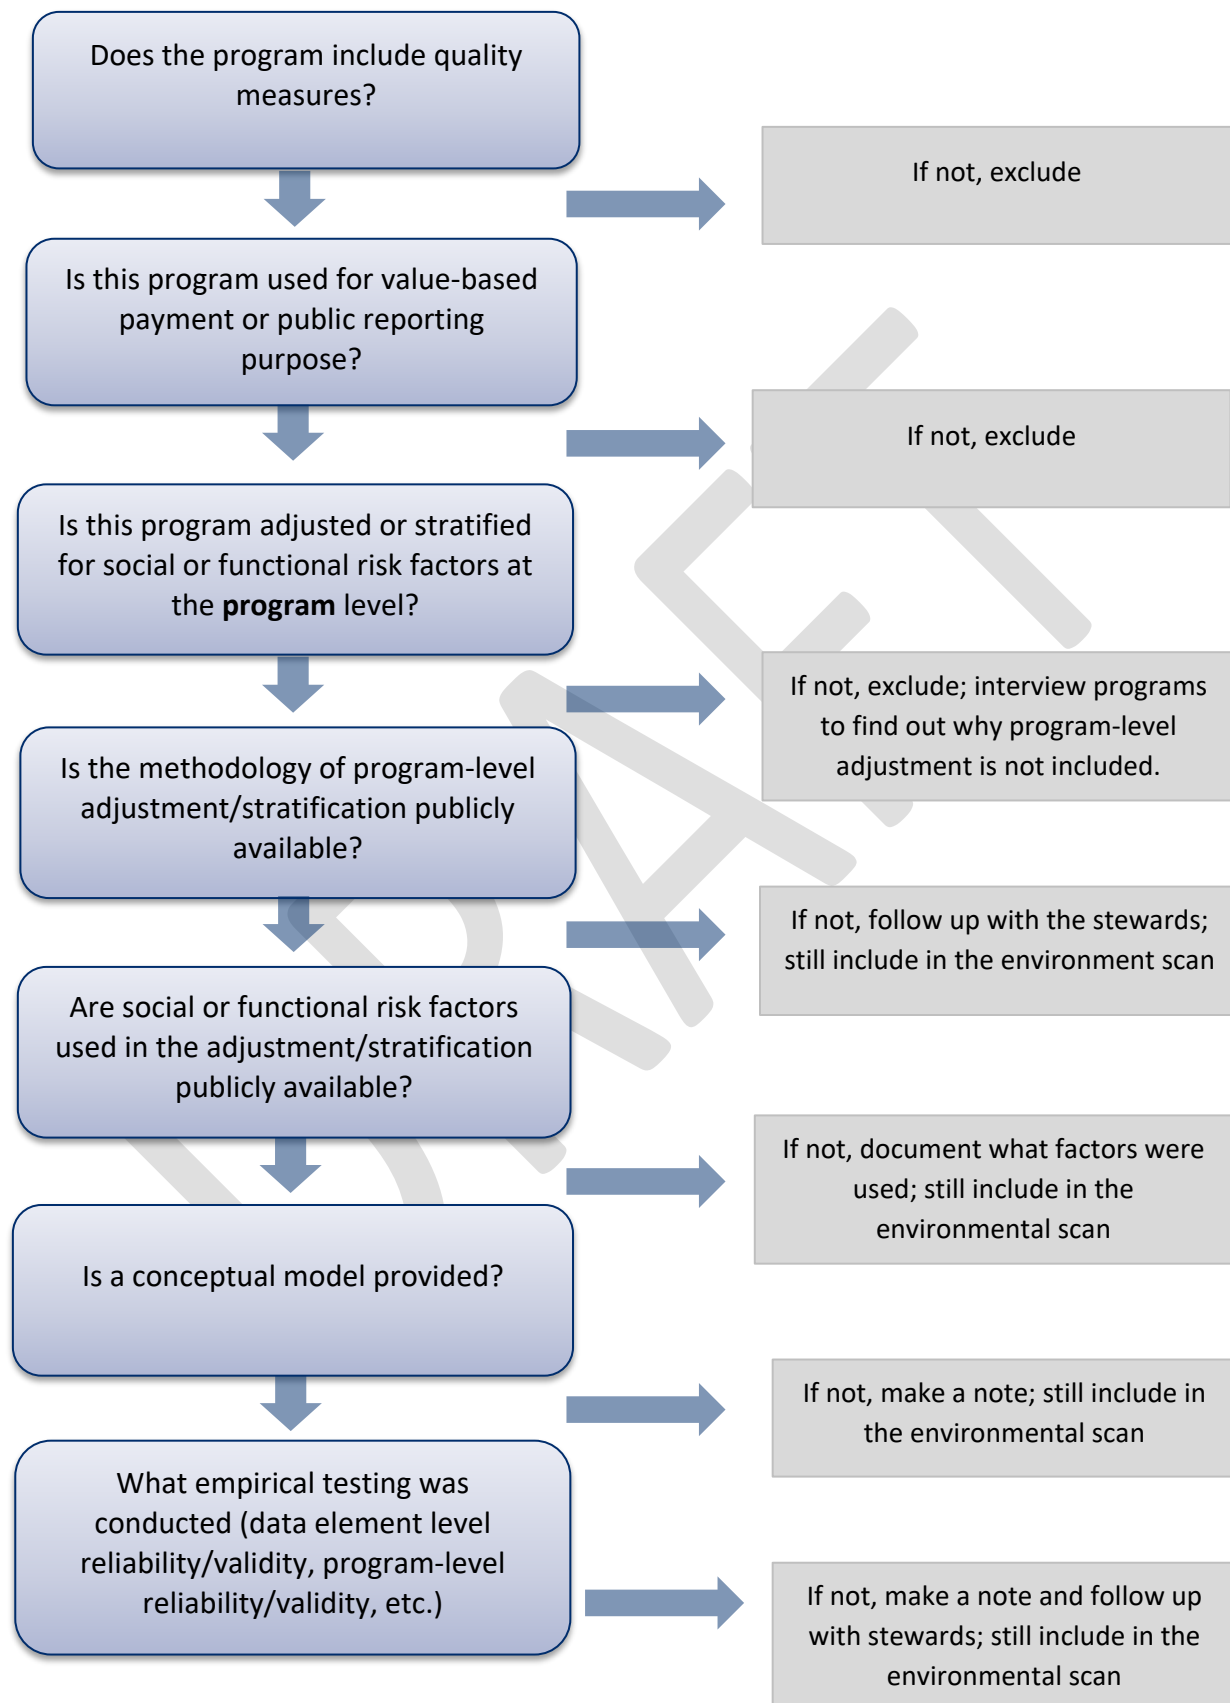 Does the program include quality
measures?
If not, exclude
Is this program used for value-based
payment or public reporting
purpose?
If not, exclude
Is this program adjusted or stratified
for social or functional risk factors at
the program level?
If not, exclude; interview programs
to find out why program-level
adjustment is not included.
Is the methodology of program-level
adjustment/stratification publicly
available?
If not, follow up with the stewards;
still include in the environment scan
Are social or functional risk factors
used in the adjustment/stratification
publicly available?
If not, document what factors were
used; still include in the
environmental scan
Is a conceptual model provided?
If not, make a note; still include in
the environmental scan
What empirical testing was
conducted (data element level
reliability/validity, program-level
reliability/validity, etc.)
If not, make a note and follow up
with stewards; still include in the
environmental scan
DRAFT